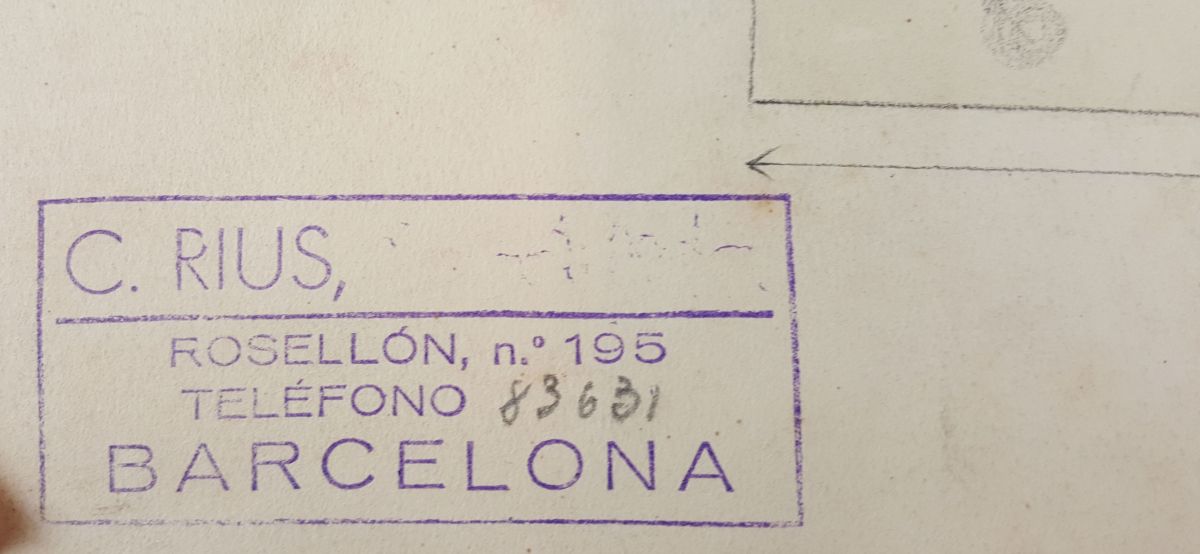 C. RIUS,
ROSELLÓN, n.º 195
TELÉFONO 83631
BARCELONA